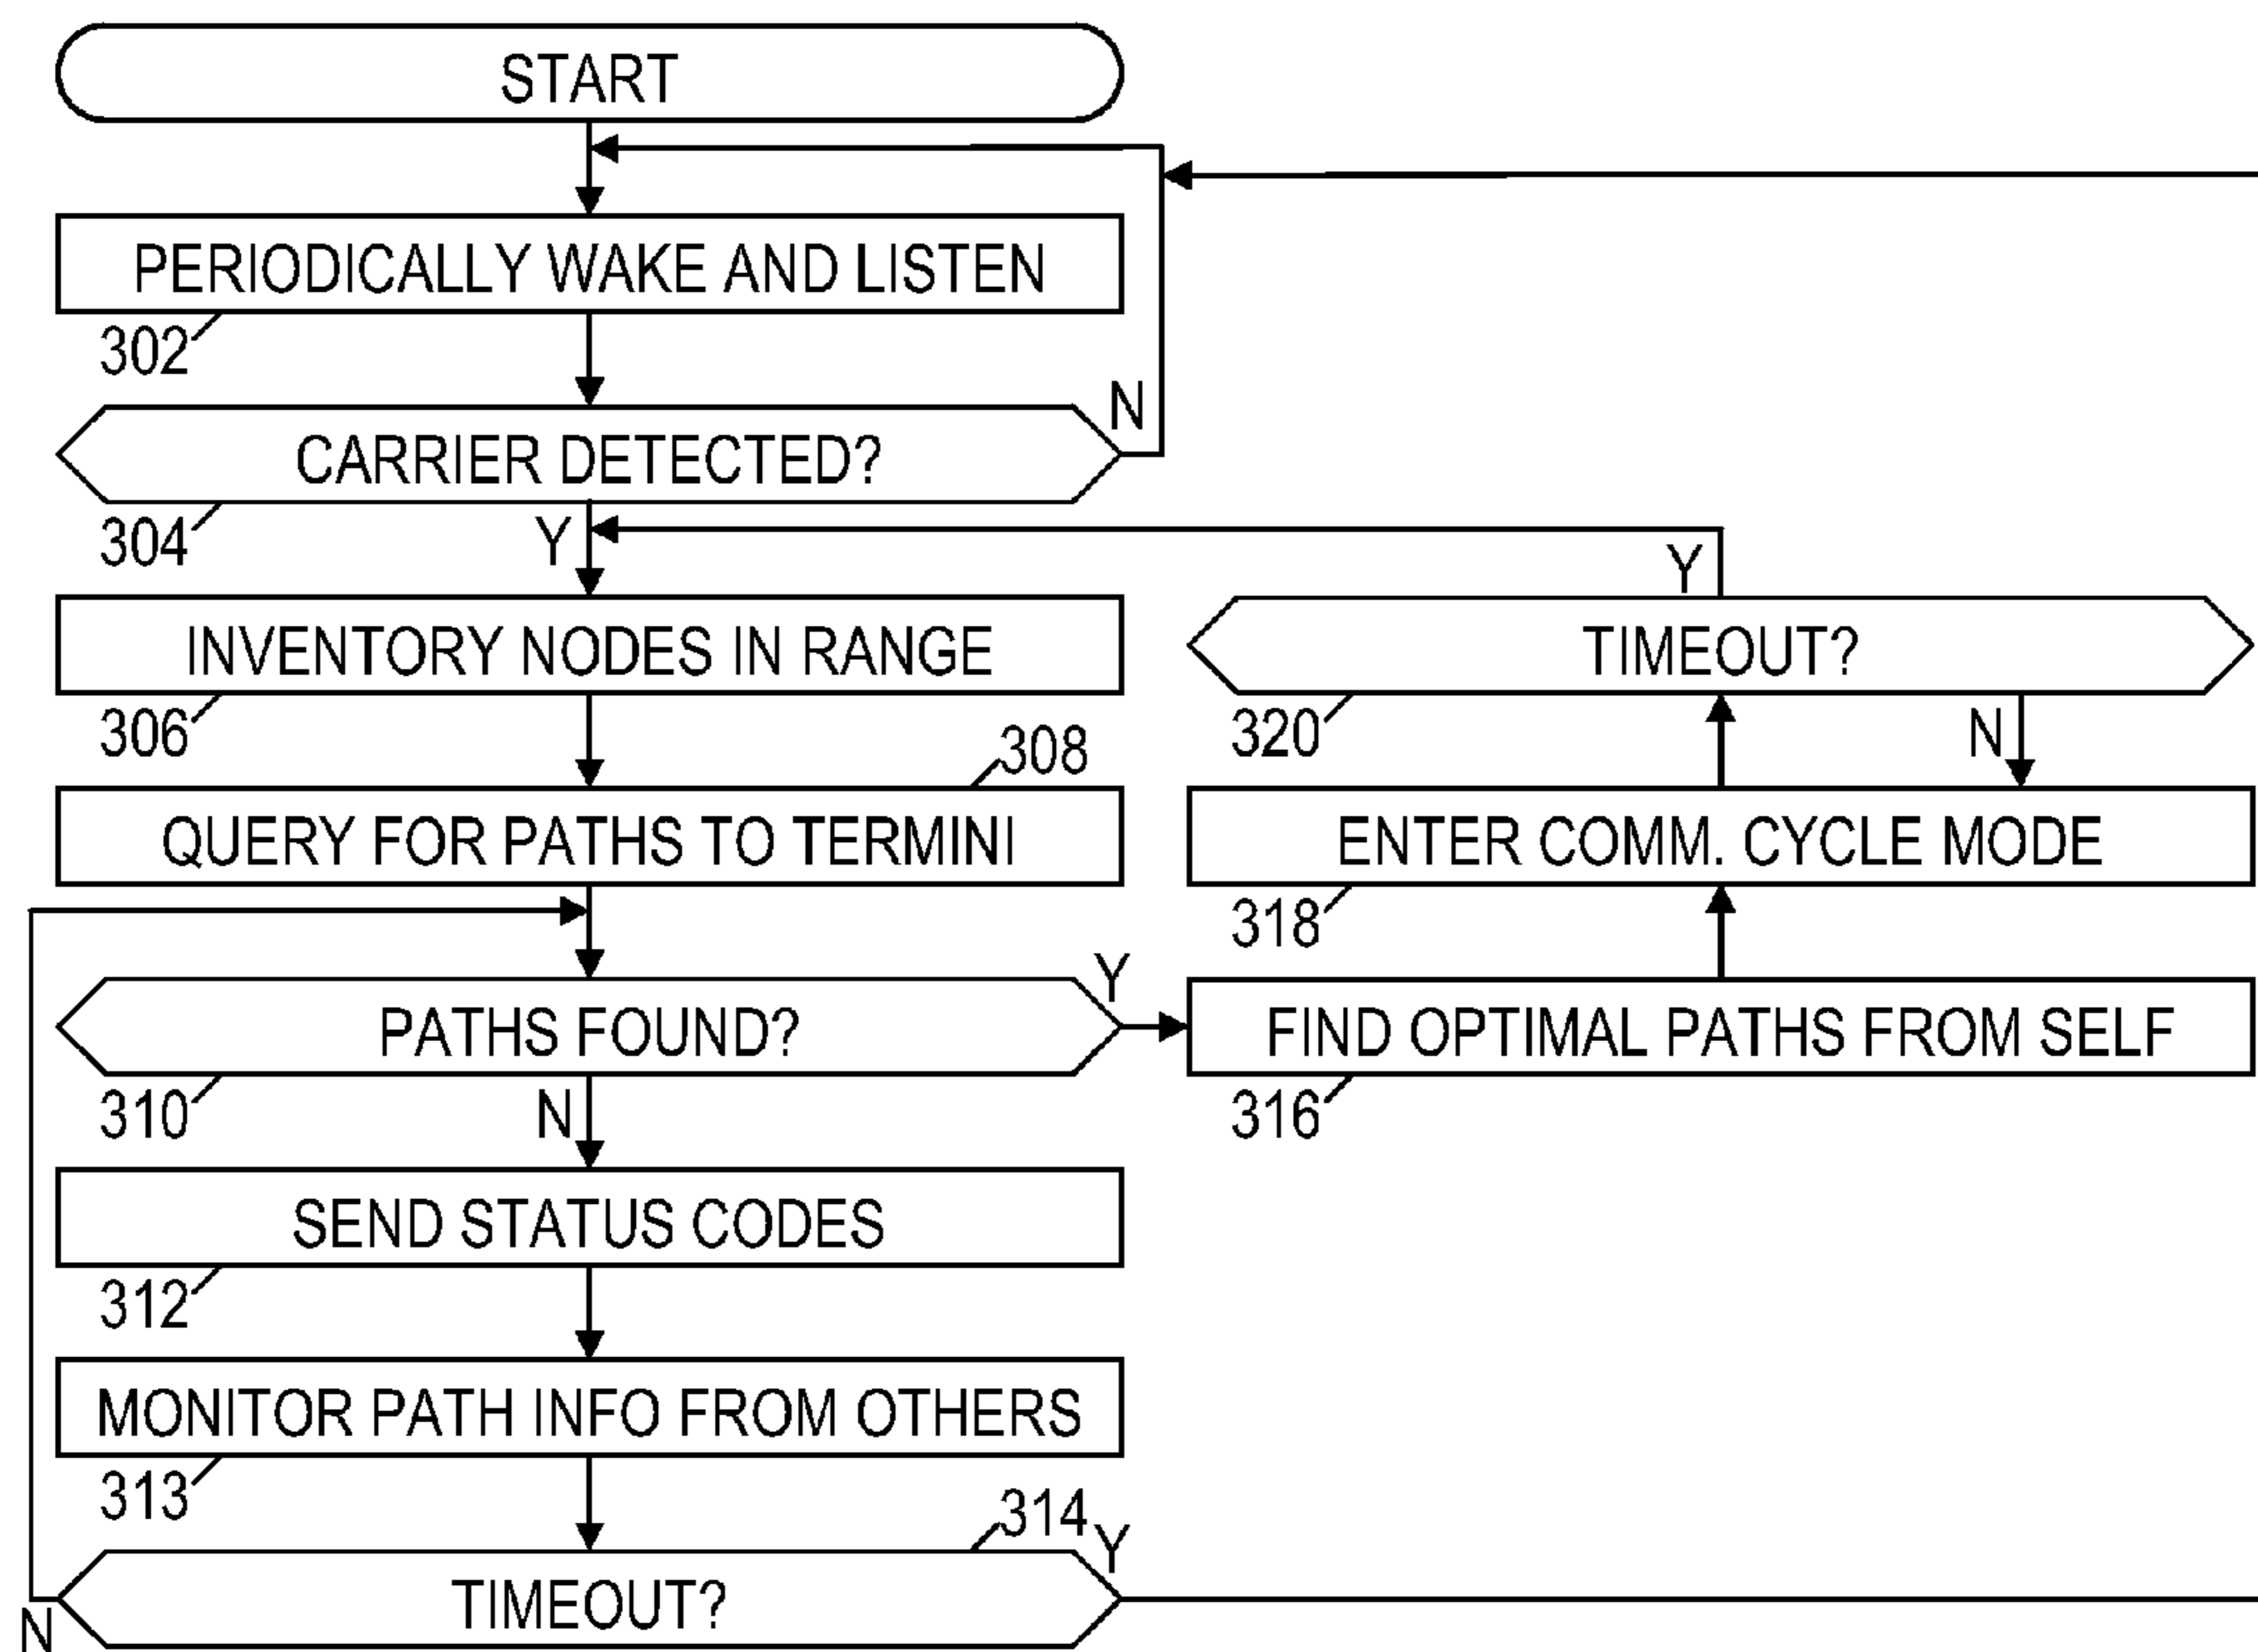 START
PERIODICALLY WAKE AND LISTEN
302
N
CARRIER DETECTED?
304
Y
Y
INVENTORY NODES IN RANGE
TIMEOUT?
306
308
320
N
QUERY FOR PATHS TO TERMINI
ENTER COMM. CYCLE MODE
318
Y
PATHS FOUND?
FIND OPTIMAL PATHS FROM SELF
310
N
316
SEND STATUS CODES
312
MONITOR PATH INFO FROM OTHERS
313
314
Y
TIMEOUT?
N